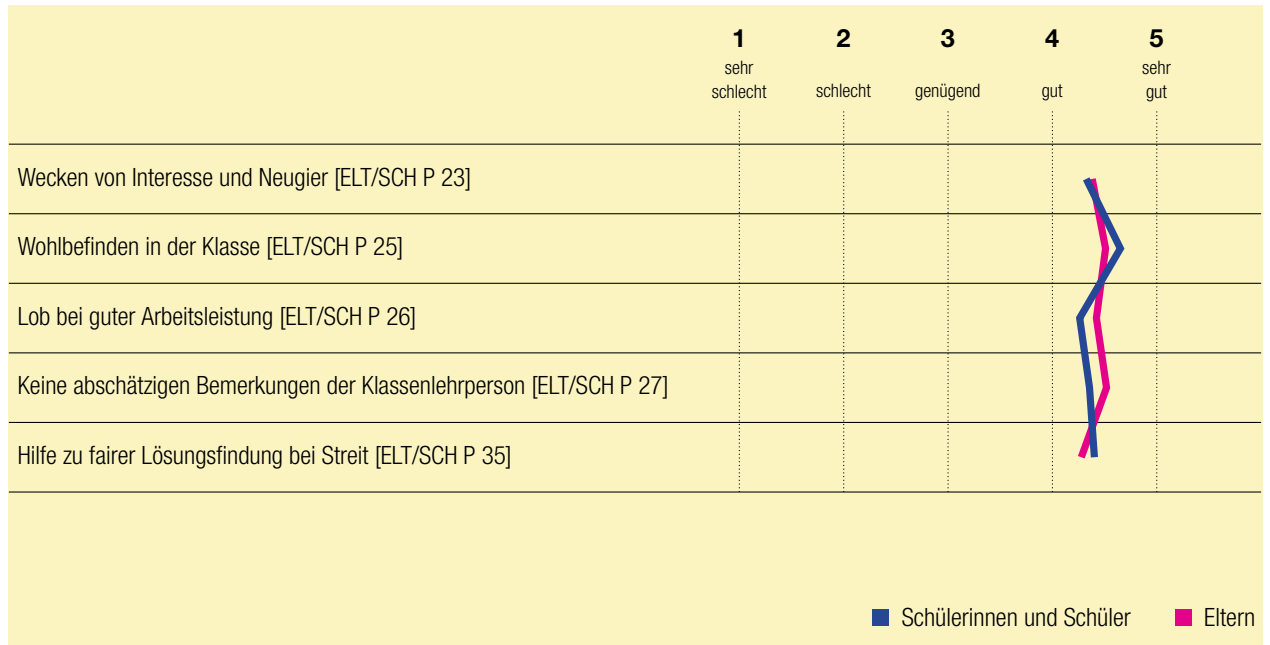 1 2 3 4 5
sehr sehr
schlecht schlecht genügend gut gut
Wecken von Interesse und Neugier [ELT/SCH P 23]
Wohlbefinden in der Klasse [ELT/SCH P 25]
Lob bei guter Arbeitsleistung [ELT/SCH P 26]
Keine abschätzigen Bemerkungen der Klassenlehrperson [ELT/SCH P 27]
Hilfe zu fairer Lösungsfindung bei Streit [ELT/SCH P 35]
Schülerinnen und Schüler Eltern